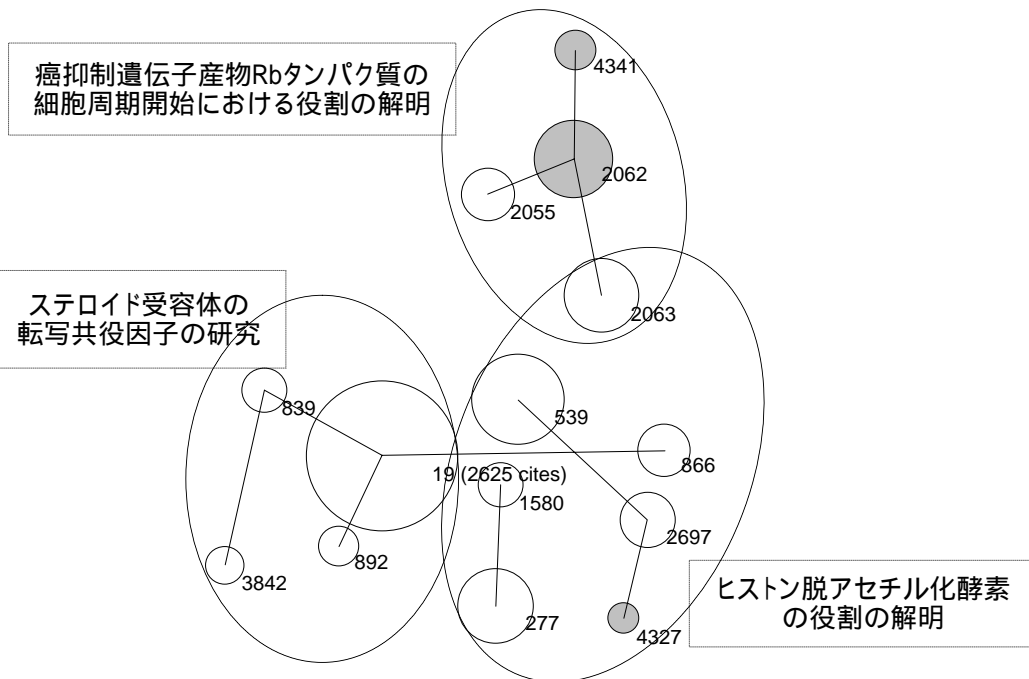 4341
癌抑制遺伝子産物Rbタンパク質の
細胞周期開始における役割の解明
2062
2055
2063
ステロイド受容体の
転写共役因子の研究
839
539
866
19 (2625 cites)
1580
2697
892
3842
ヒストン脱アセチル化酵素
の役割の解明
277
4327